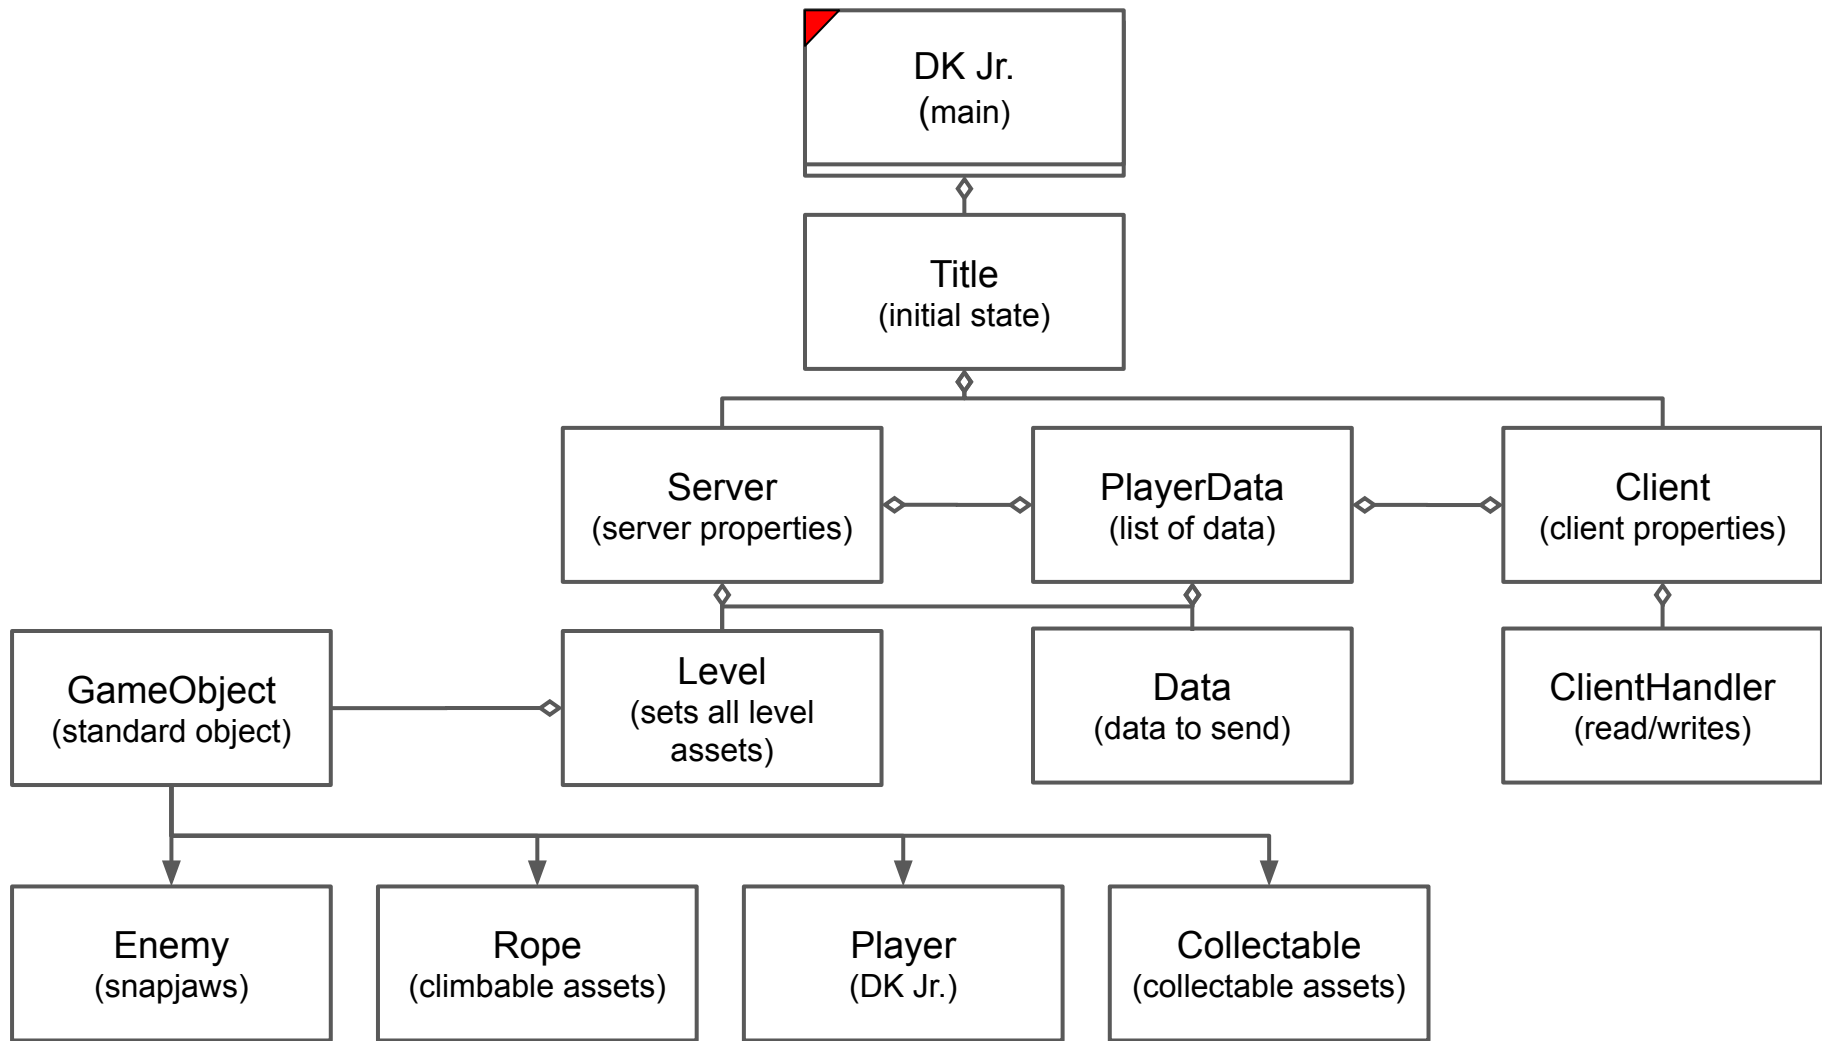 DK Jr.
(main)
Title
(initial state)
Server
(server properties)
PlayerData
(list of data)
Client
(client properties)
GameObject
(standard object)
Level
(sets all level
assets)
Data
(data to send)
ClientHandler
(read/writes)
Enemy
(snapjaws)
Rope
(climbable assets)
Player
(DK Jr.)
Collectable
(collectable assets)